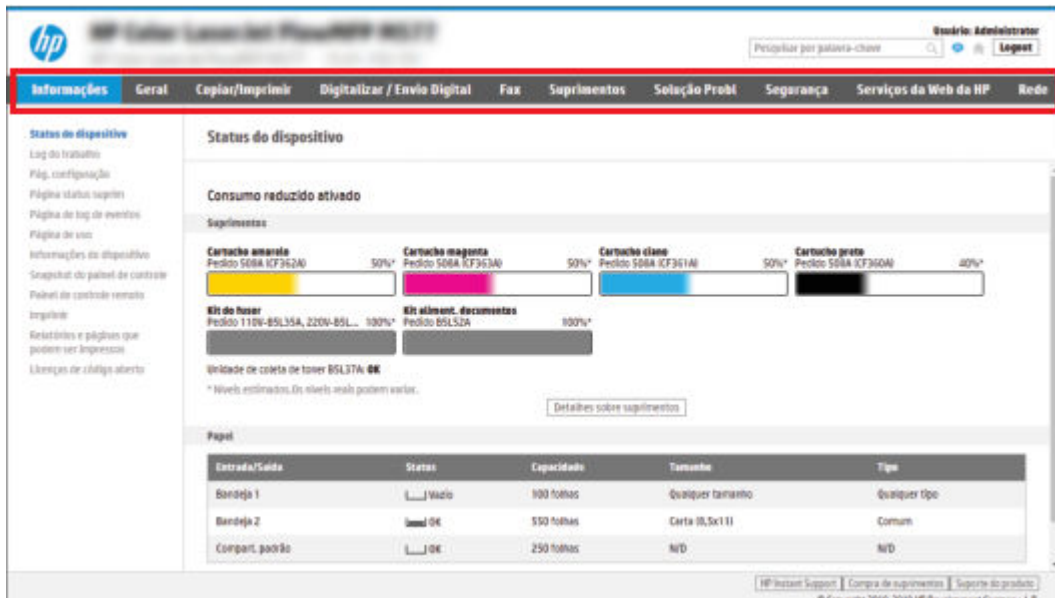 hp
HP Color LaserJet FlowMFP M577
Usuário: Administrator
Pesquisar por palavra-chave
Logout
Informações Geral Copiar/Imprimir Digitalizar / Envio Digital Fax Suprimentos Solução Probl Segurança Serviços da Web da HP Rede
Status do dispositivo
Log do trabalho
Pág. configuração
Página status suprim
Página de log de eventos
Página de uso
Informações do dispositivo
Snapshot do painel de controle
Painel de controle remoto
Imprimir
Relatórios e páginas que
podem ser impressos
Licenças de código aberto
Status do dispositivo
Consumo reduzido ativado
Suprimentos
Cartucho amarelo
Pedido 508A (CF362A) 50%*
Cartucho magenta
Pedido 508A (CF363A) 50%*
Cartucho ciano
Pedido 508A (CF361A) 50%*
Cartucho preto
Pedido 508A (CF360A) 40%*
Kit do fusor
Pedido 110V-B5L35A, 220V-B5L... 100%*
Kit aliment. documentos
Pedido B5L52A 100%*
Unidade de coleta de toner B5L37A: OK
* Níveis estimados. Os níveis reais podem variar.
Detalhes sobre suprimentos
Papel
Entrada/Saída Status Capacidade Tamanho Tipo
Bandeja 1 Vazio 100 folhas Qualquer tamanho Qualquer tipo
Bandeja 2 OK 550 folhas Carta (8,5x11) Comum
Compart. padrão OK 250 folhas N/D N/D
HP Instant Support Compra de suprimentos Suporte do produto